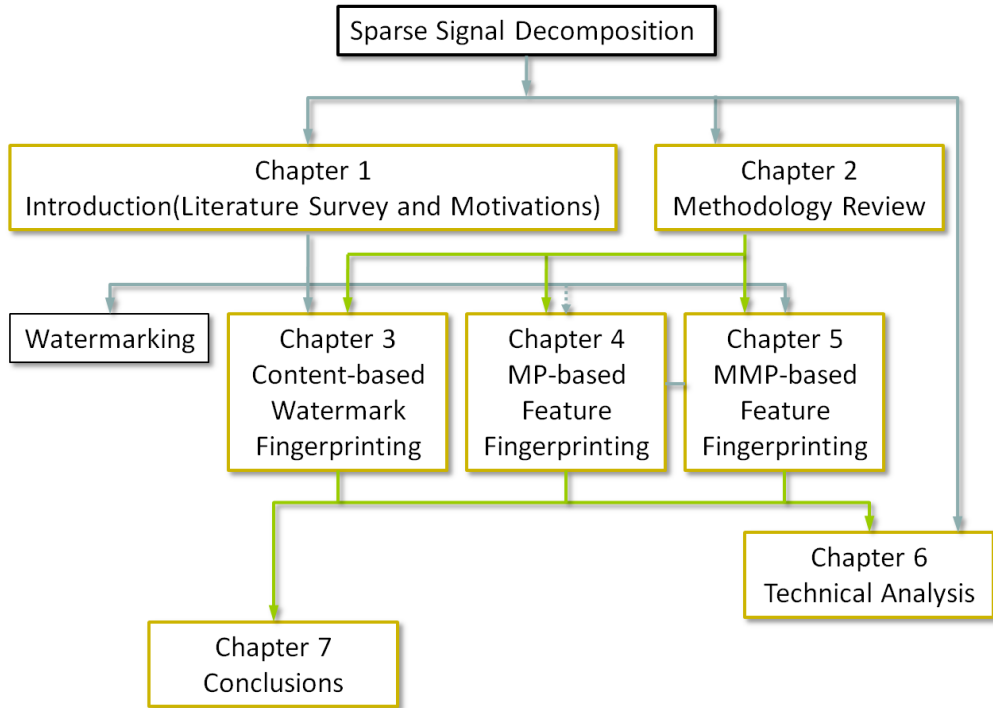 Sparse Signal Decomposition
Chapter 1
Introduction(Literature Survey and Motivations)
Chapter 2
Methodology Review
Watermarking
Chapter 3
Content-based
Watermark
Fingerprinting
Chapter 4
MP-based
Feature
Fingerprinting
Chapter 5
MMP-based
Feature
Fingerprinting
Chapter 6
Technical Analysis
Chapter 7
Conclusions